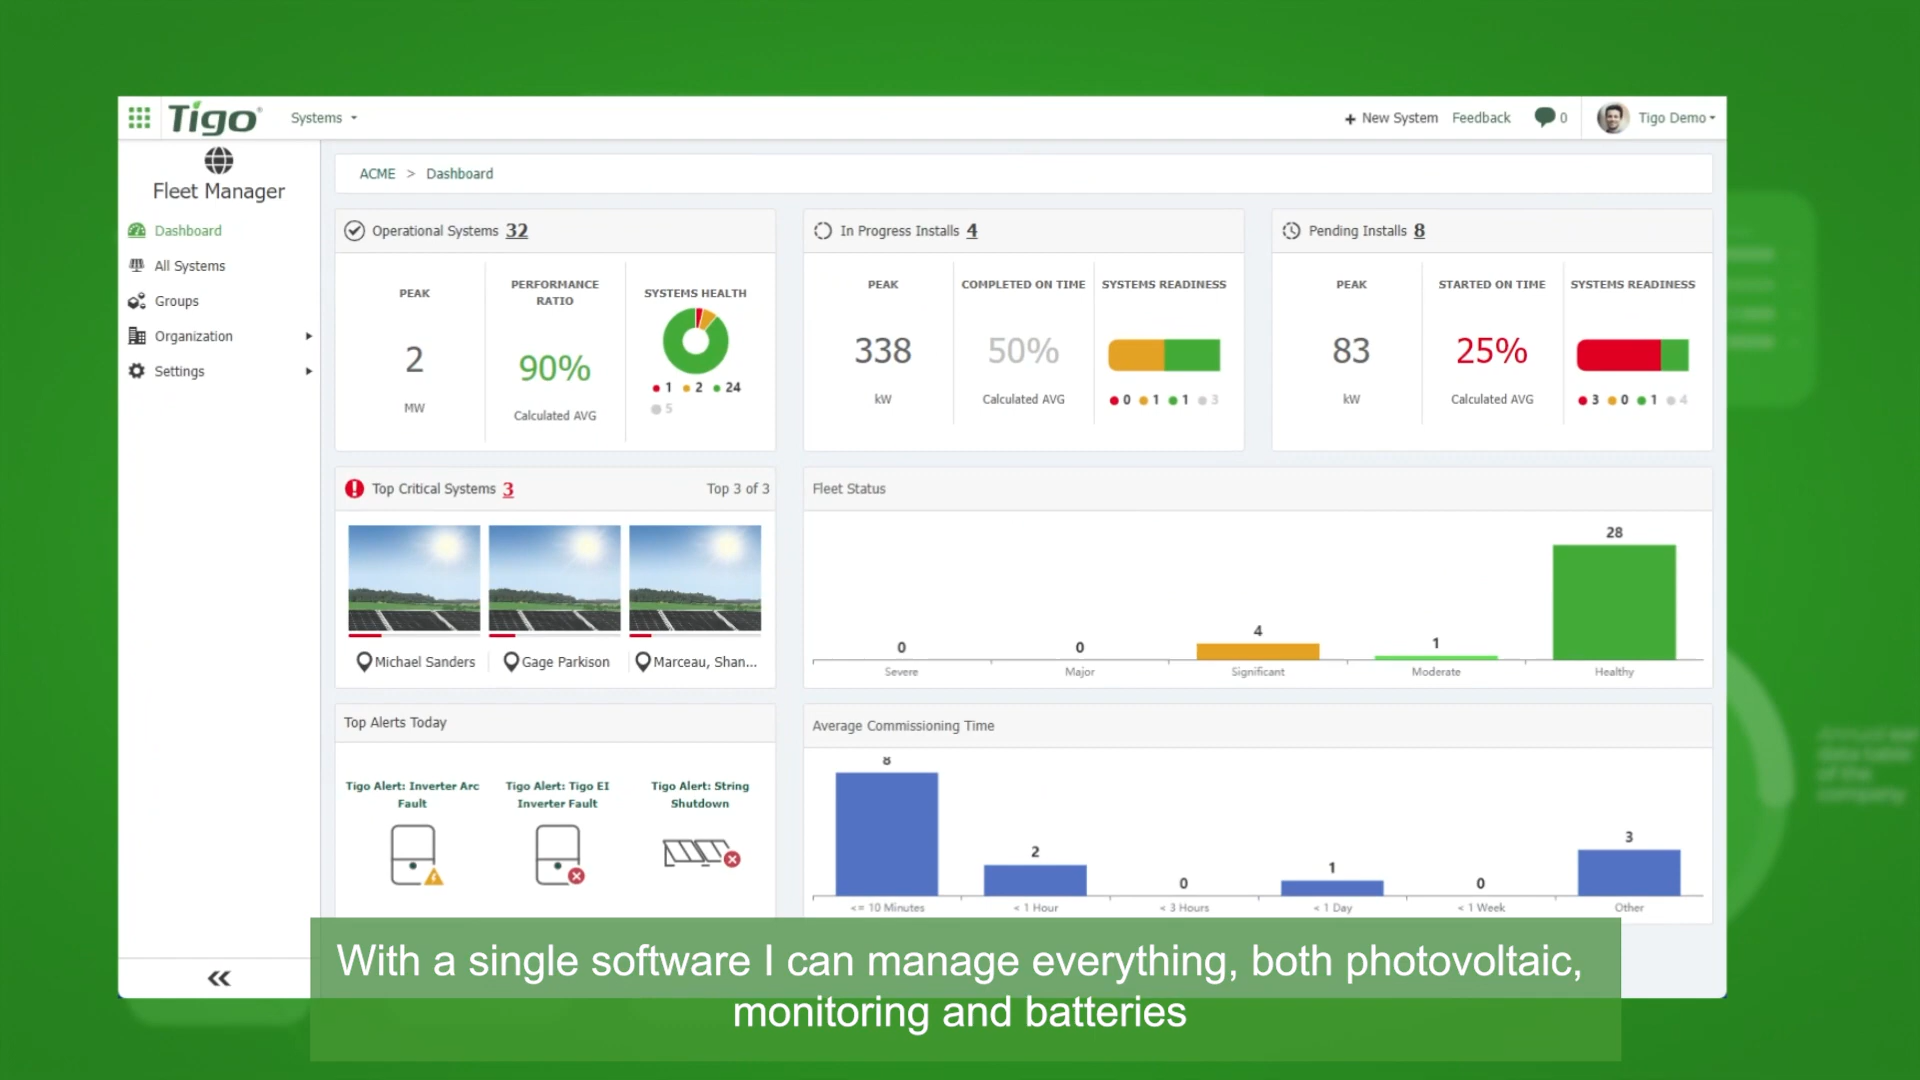 Tigo®
Systems
+ New System
Feedback
0
Tigo Demo
Fleet Manager
Dashboard
All Systems
Groups
Organization
Settings
ACME > Dashboard
Operational Systems 32
PEAK
2
MW
PERFORMANCE
RATIO
90%
Calculated AVG
SYSTEMS HEALTH
1 2 24
5
In Progress Installs 4
PEAK
338
kW
COMPLETED ON TIME
50%
Calculated AVG
SYSTEMS READINESS
0 1 1 3
Pending Installs 8
PEAK
83
kW
STARTED ON TIME
25%
Calculated AVG
SYSTEMS READINESS
3 0 1 4
Top Critical Systems 3
Top 3 of 3
Michael Sanders
Gage Parkison
Marceau, Shan...
Fleet Status
0
0
4
1
28
Severe
Major
Significant
Moderate
Healthy
Top Alerts Today
Tigo Alert: Inverter Arc
Fault
Tigo Alert: Tigo EI
Inverter Fault
Tigo Alert: String
Shutdown
Average Commissioning Time
8
2
0
1
0
3
<= 10 Minutes
< 1 Hour
< 3 Hours
< 1 Day
< 1 Week
Other
With a single software I can manage everything, both photovoltaic,
monitoring and batteries
of the
company